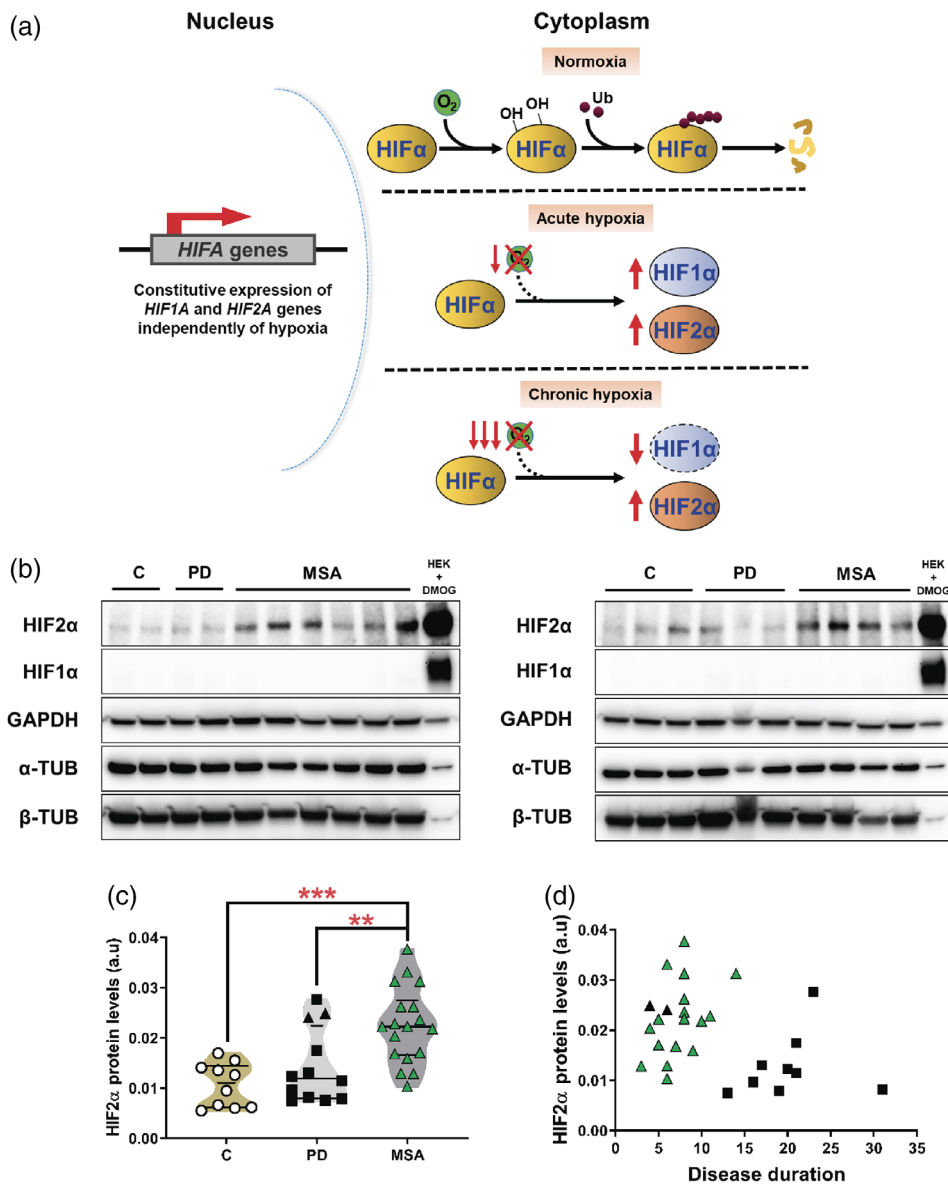 (a)
Nucleus
Cytoplasm
Normoxia
O2
OH
OH
Ub
HIFα
HIFα
HIFα
Acute hypoxia
O2
HIFα
HIF1α
HIF2α
HIFA genes
Constitutive expression of
HIF1A and HIF2A genes
independently of hypoxia
Chronic hypoxia
O2
HIFα
HIF1α
HIF2α
(b)
C
PD
MSA
HEK
+
DMOG
HIF2α
HIF1α
GAPDH
α-TUB
β-TUB
C
PD
MSA
HEK
+
DMOG
HIF2α
HIF1α
GAPDH
α-TUB
β-TUB
(c)
***
**
HIF2α protein levels (a.u)
0.04
0.03
0.02
0.01
0.00
C
PD
MSA
(d)
HIF2α protein levels (a.u)
0.04
0.03
0.02
0.01
0.00
0
5
10
15
20
25
30
35
Disease duration